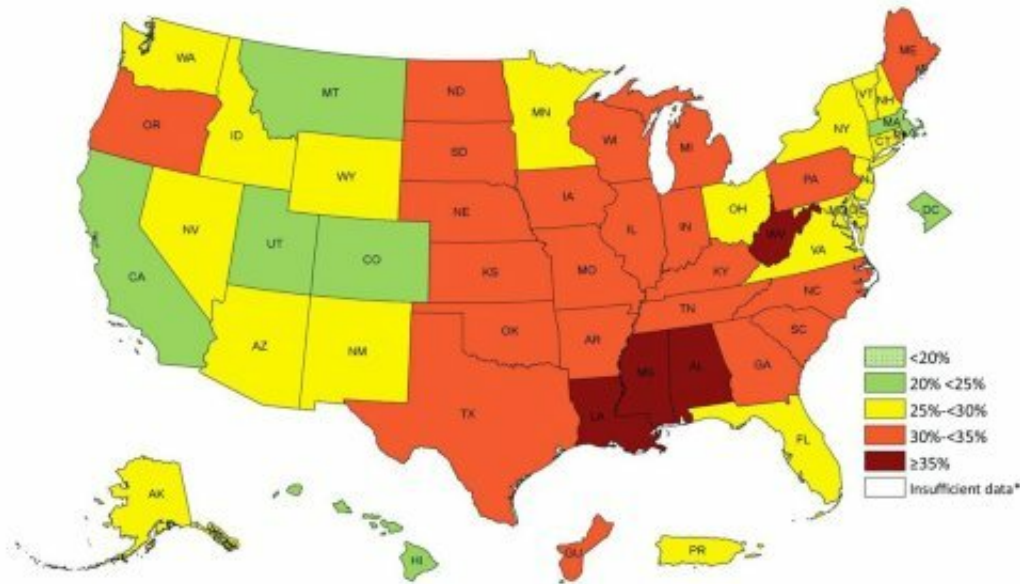 WA
MT
ND
MN
ME
OR
ID
SD
WI
MI
VT
NH
NY
MA
CT
WY
NE
IA
PA
NJ
NV
UT
CO
IL
IN
OH
MD
DE
DC
WV
VA
CA
KS
MO
KY
NC
TN
AZ
NM
OK
AR
SC
MS
AL
GA
TX
LA
FL
AK
HI
GU
PR
<20%
20% <25%
25%-<30%
30%-<35%
≥35%
Insufficient data*